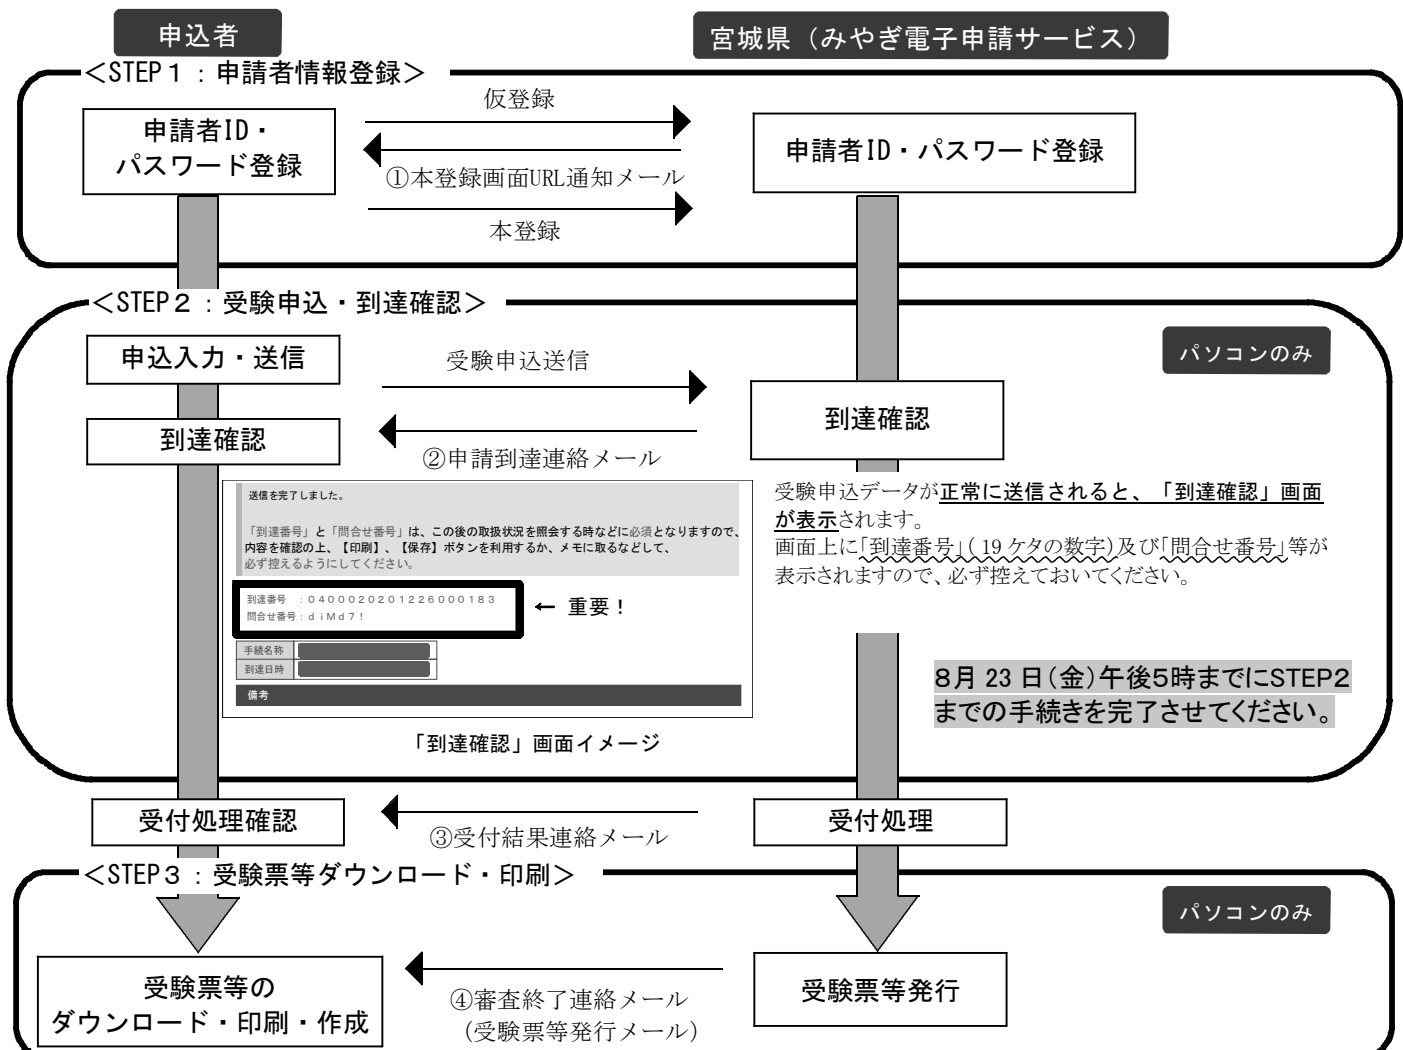 申込者
宮城県（みやぎ電子申請サービス）
＜STEP１：申請者情報登録＞
仮登録
申請者ID・
パスワード登録
申請者ID・パスワード登録
①本登録画面URL通知メール
本登録
＜STEP２：受験申込・到達確認＞
パソコンのみ
申込入力・送信
受験申込送信
到達確認
到達確認
②申請到達連絡メール
送信を完了しました。
「到達番号」と「問合せ番号」は、この後の取扱状況を照会する時などに必須となりますので、
内容を確認の上、【印刷】、【保存】ボタンを利用するか、メモに取るなどして、
必ず控えるようにしてください。
到達番号　：０４０００２０２０１２２６０００１８３
問合せ番号：ｄｉＭｄ７！
← 重要！
手続名称
到達日時
備考
「到達確認」画面イメージ
受験申込データが正常に送信されると、「到達確認」画面
が表示されます。
画面上に「到達番号」（19 ケタの数字）及び「問合せ番号」等が
表示されますので、必ず控えておいてください。
８月 23 日（金）午後５時までにSTEP２
までの手続きを完了させてください。
受付処理確認
受付処理
③受付結果連絡メール
＜STEP３：受験票等ダウンロード・印刷＞
パソコンのみ
受験票等の
ダウンロード・印刷・作成
受験票等発行
④審査終了連絡メール
（受験票等発行メール）